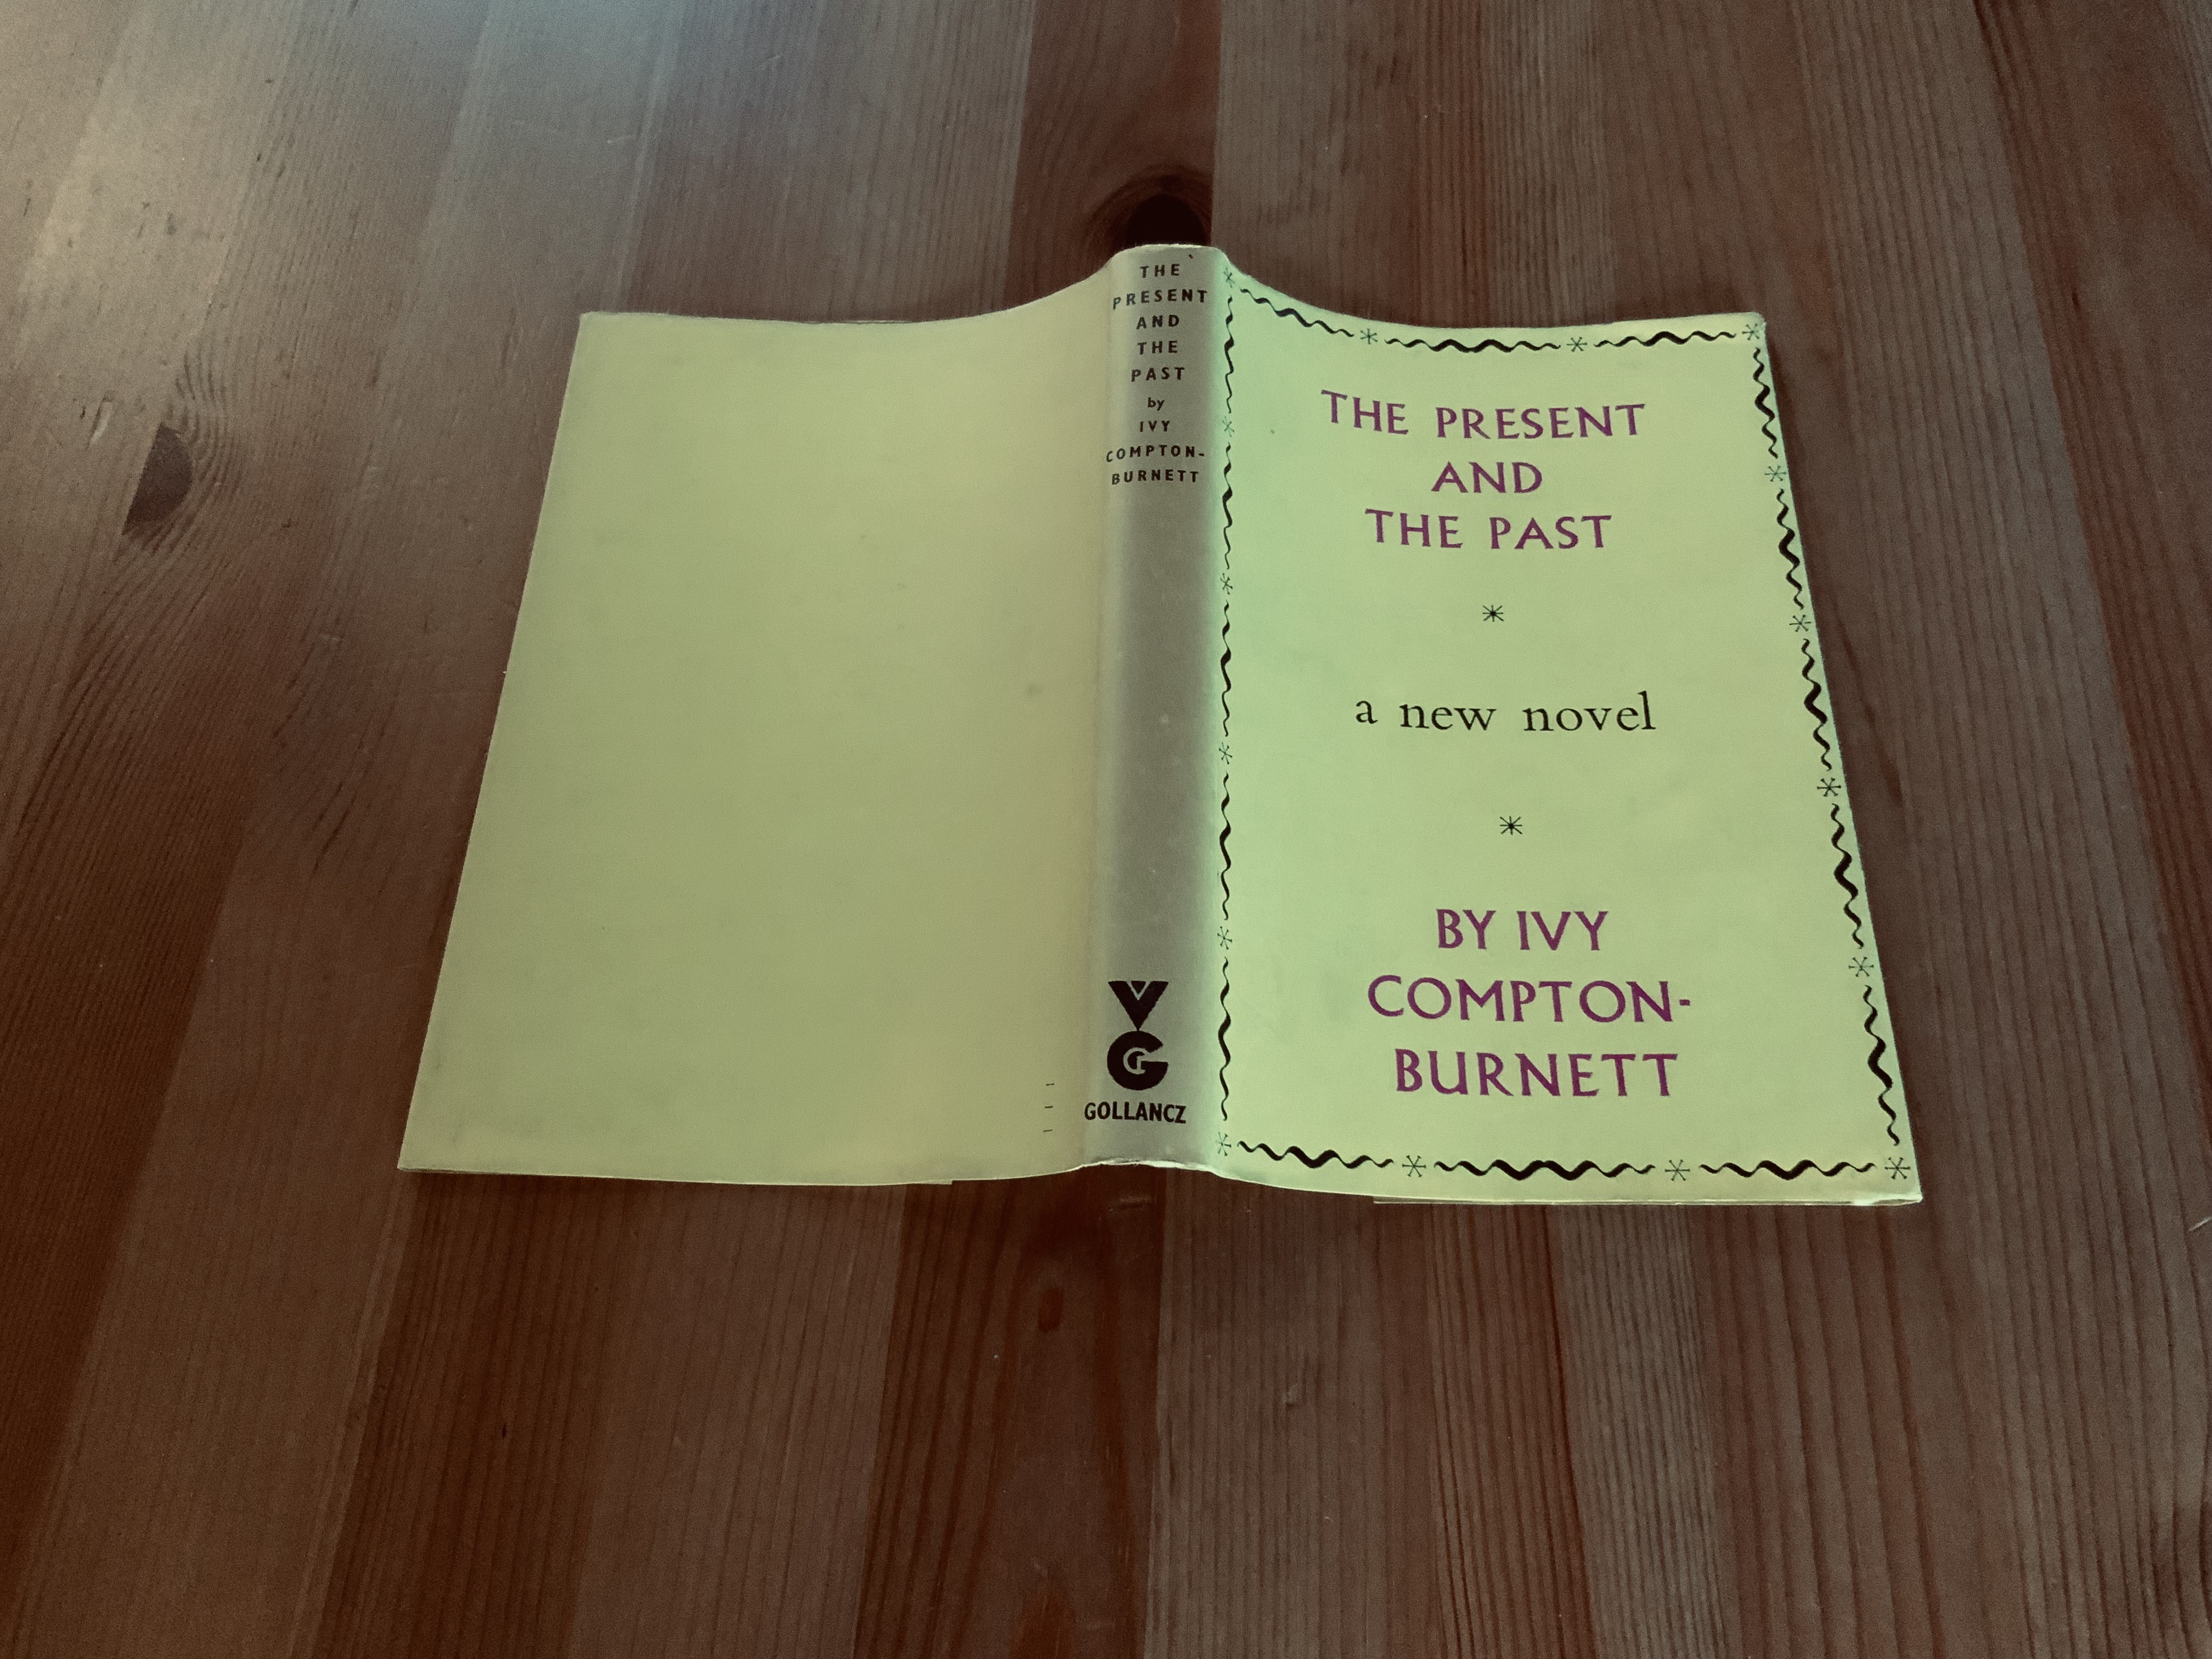 THE
PRESENT
AND
THE
PAST
by
IVY
COMPTON-
BURNETT
VG
GOLLANCZ
THE PRESENT
AND
THE PAST
*
a new novel
*
BY IVY
COMPTON-
BURNETT